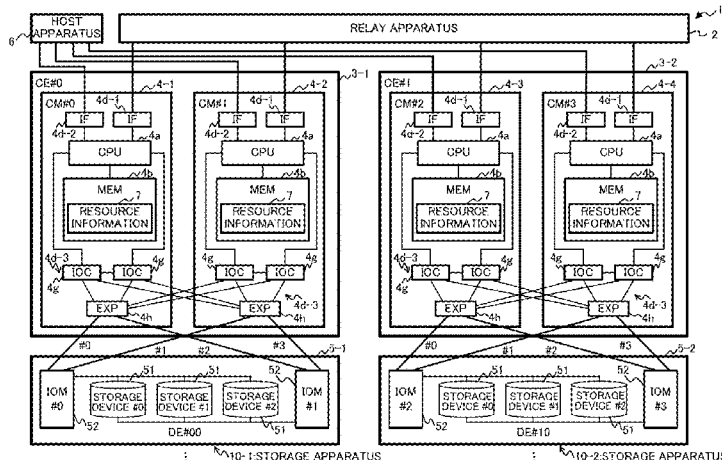 HOST APPARATUS
6
RELAY APPARATUS
1
2
CE#0
3-1
CE#1
3-2
CM#0
4d-1
4-1
CM#1
4d-1
4-2
CM#2
4d-1
4-3
CM#3
4d-1
4-4
IF IF
IF IF
IF IF
IF IF
4d-2 4a
4d-2 4a
4d-2 4a
4d-2 4a
CPU
CPU
CPU
CPU
4b
4b
4b
4b
MEM
MEM
MEM
MEM
7
7
7
7
RESOURCE INFORMATION
RESOURCE INFORMATION
RESOURCE INFORMATION
RESOURCE INFORMATION
4d-3 4g
4g 4g
4d-3 4g
4g 4g
IOC IOC
IOC IOC
IOC IOC
IOC IOC
4g
4g
EXP
EXP
4d-3
EXP
EXP
4d-3
4h
4h
4h
4h
#0 #1 #2 #3
#0 #1 #2 #3
5-1
5-2
IOM #0
51
51
52
IOM #1
IOM #2
51
51
52
IOM #3
STORAGE DEVICE #0
STORAGE DEVICE #1
STORAGE DEVICE #2
STORAGE DEVICE #0
STORAGE DEVICE #1
STORAGE DEVICE #2
52
DE#00
51
52
DE#10
51
10-1:STORAGE APPARATUS
10-2:STORAGE APPARATUS